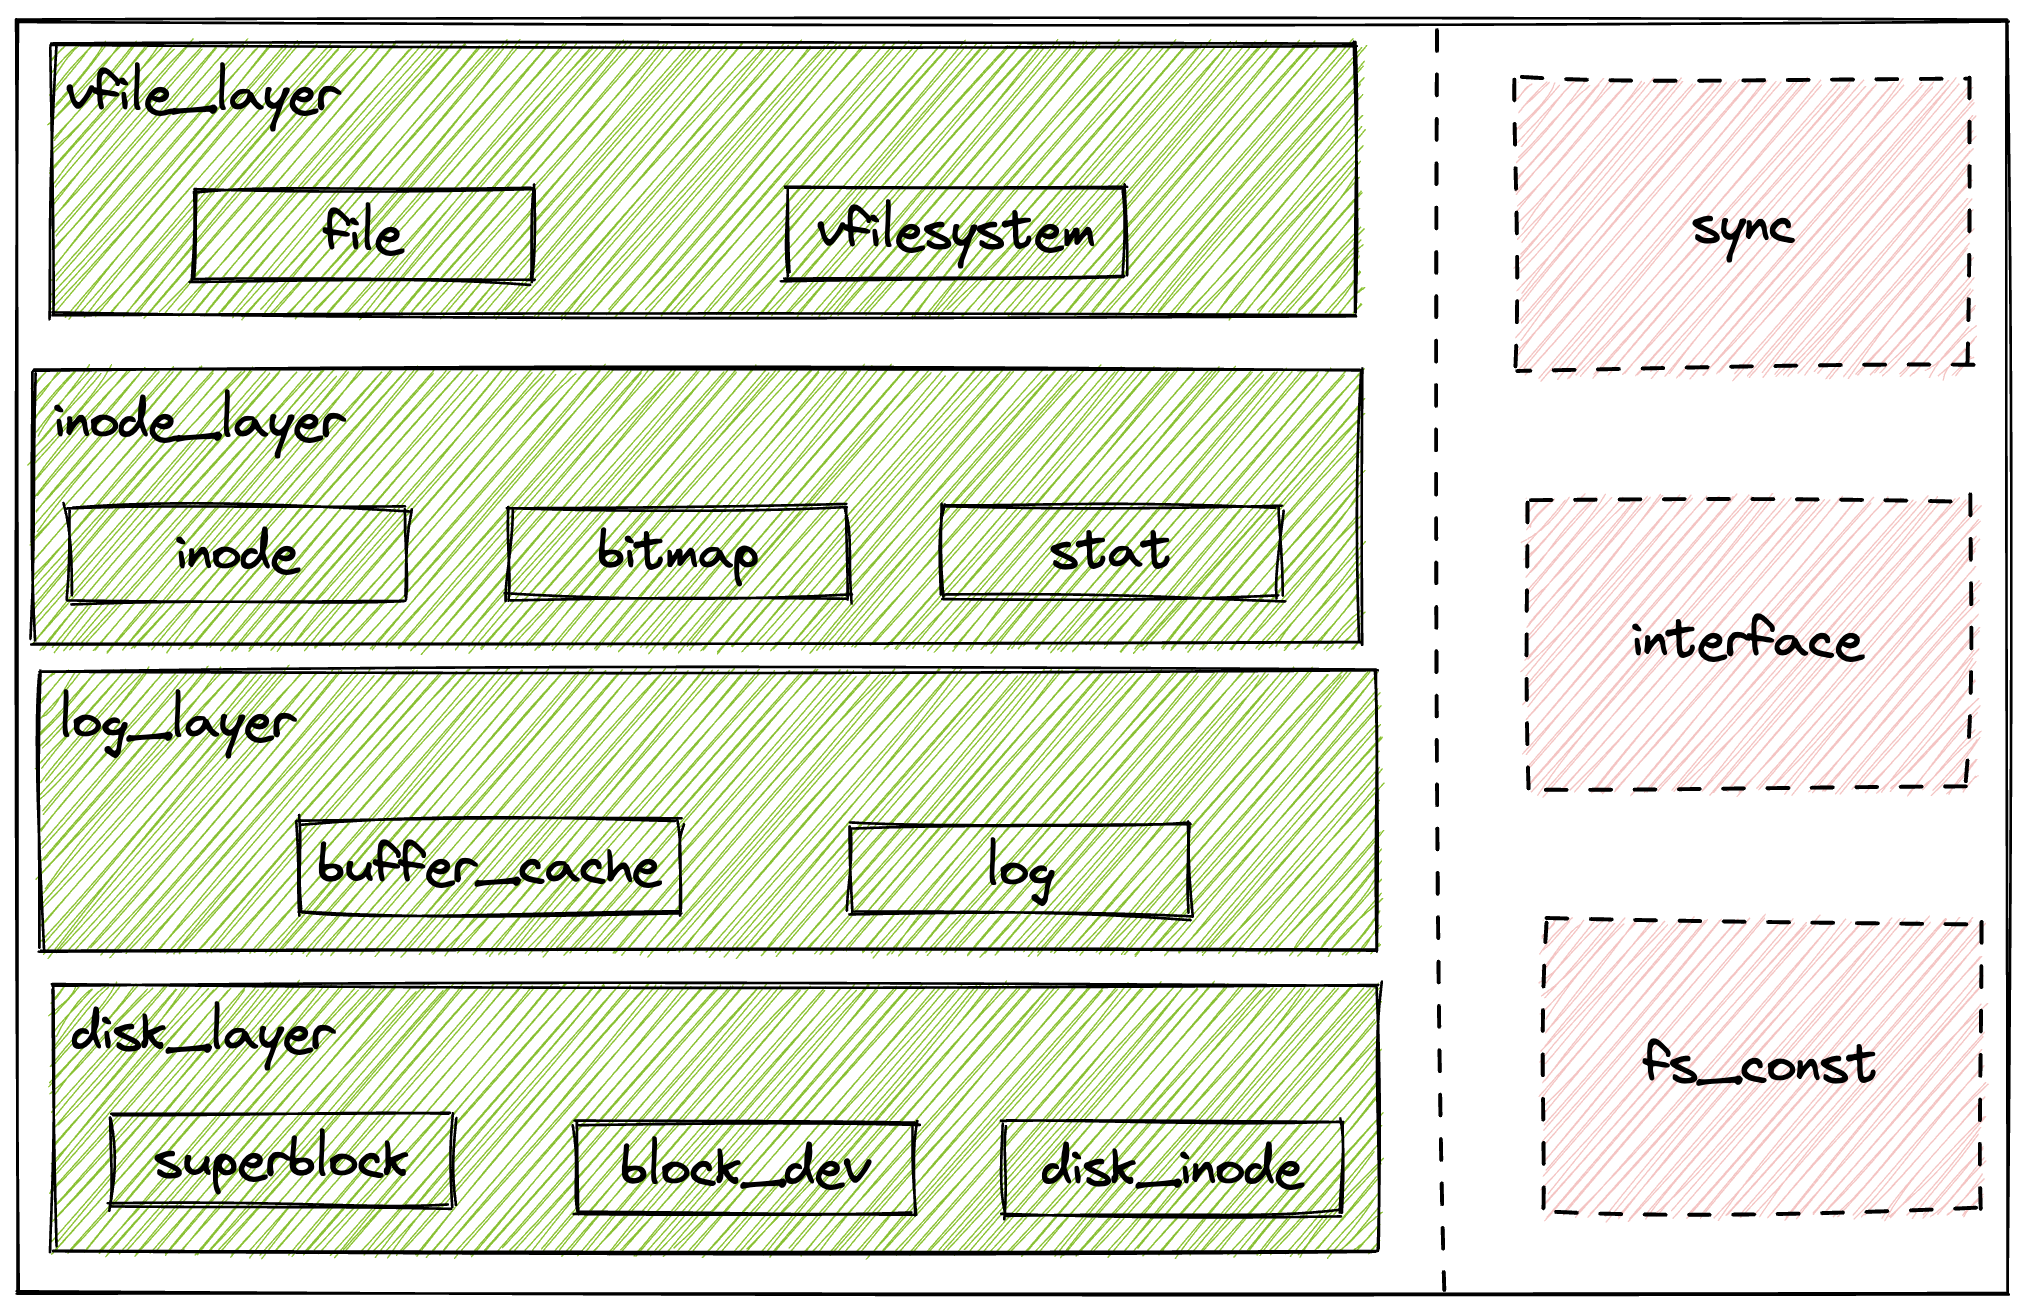 vfile_layer
file
vfilesystem
inode_layer
inode
bitmap
stat
log_layer
buffer_cache
log
disk_layer
superblock
block_dev
disk_inode
sync
interface
fs_const